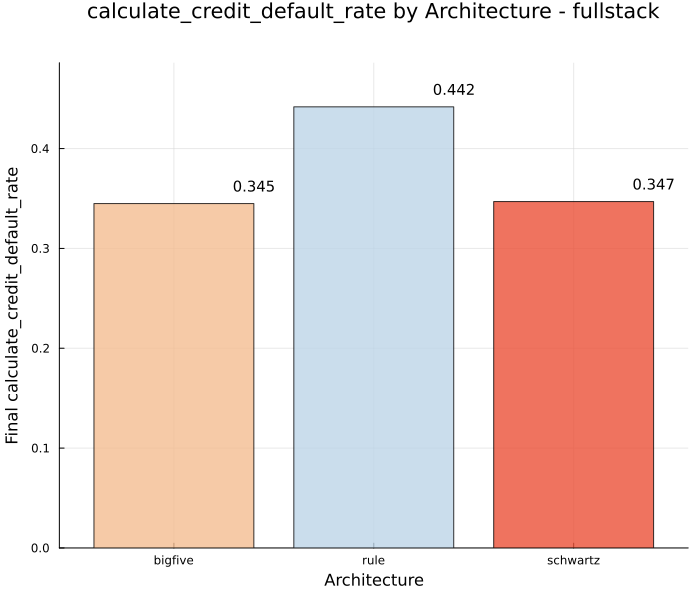 calculate_credit_default_rate by Architecture - fullstack
Final calculate_credit_default_rate
0.4
0.3
0.2
0.1
0.0
0.345
0.442
0.347
bigfive
rule
schwartz
Architecture